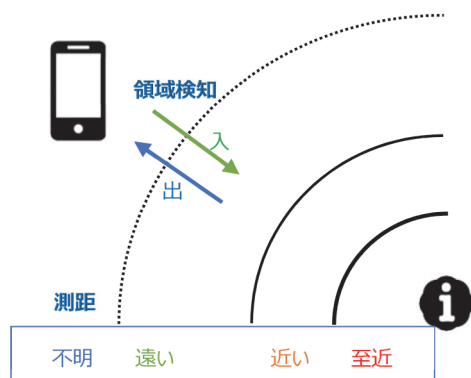 領域検知
入
出
測距
i
不明 遠い 近い 至近